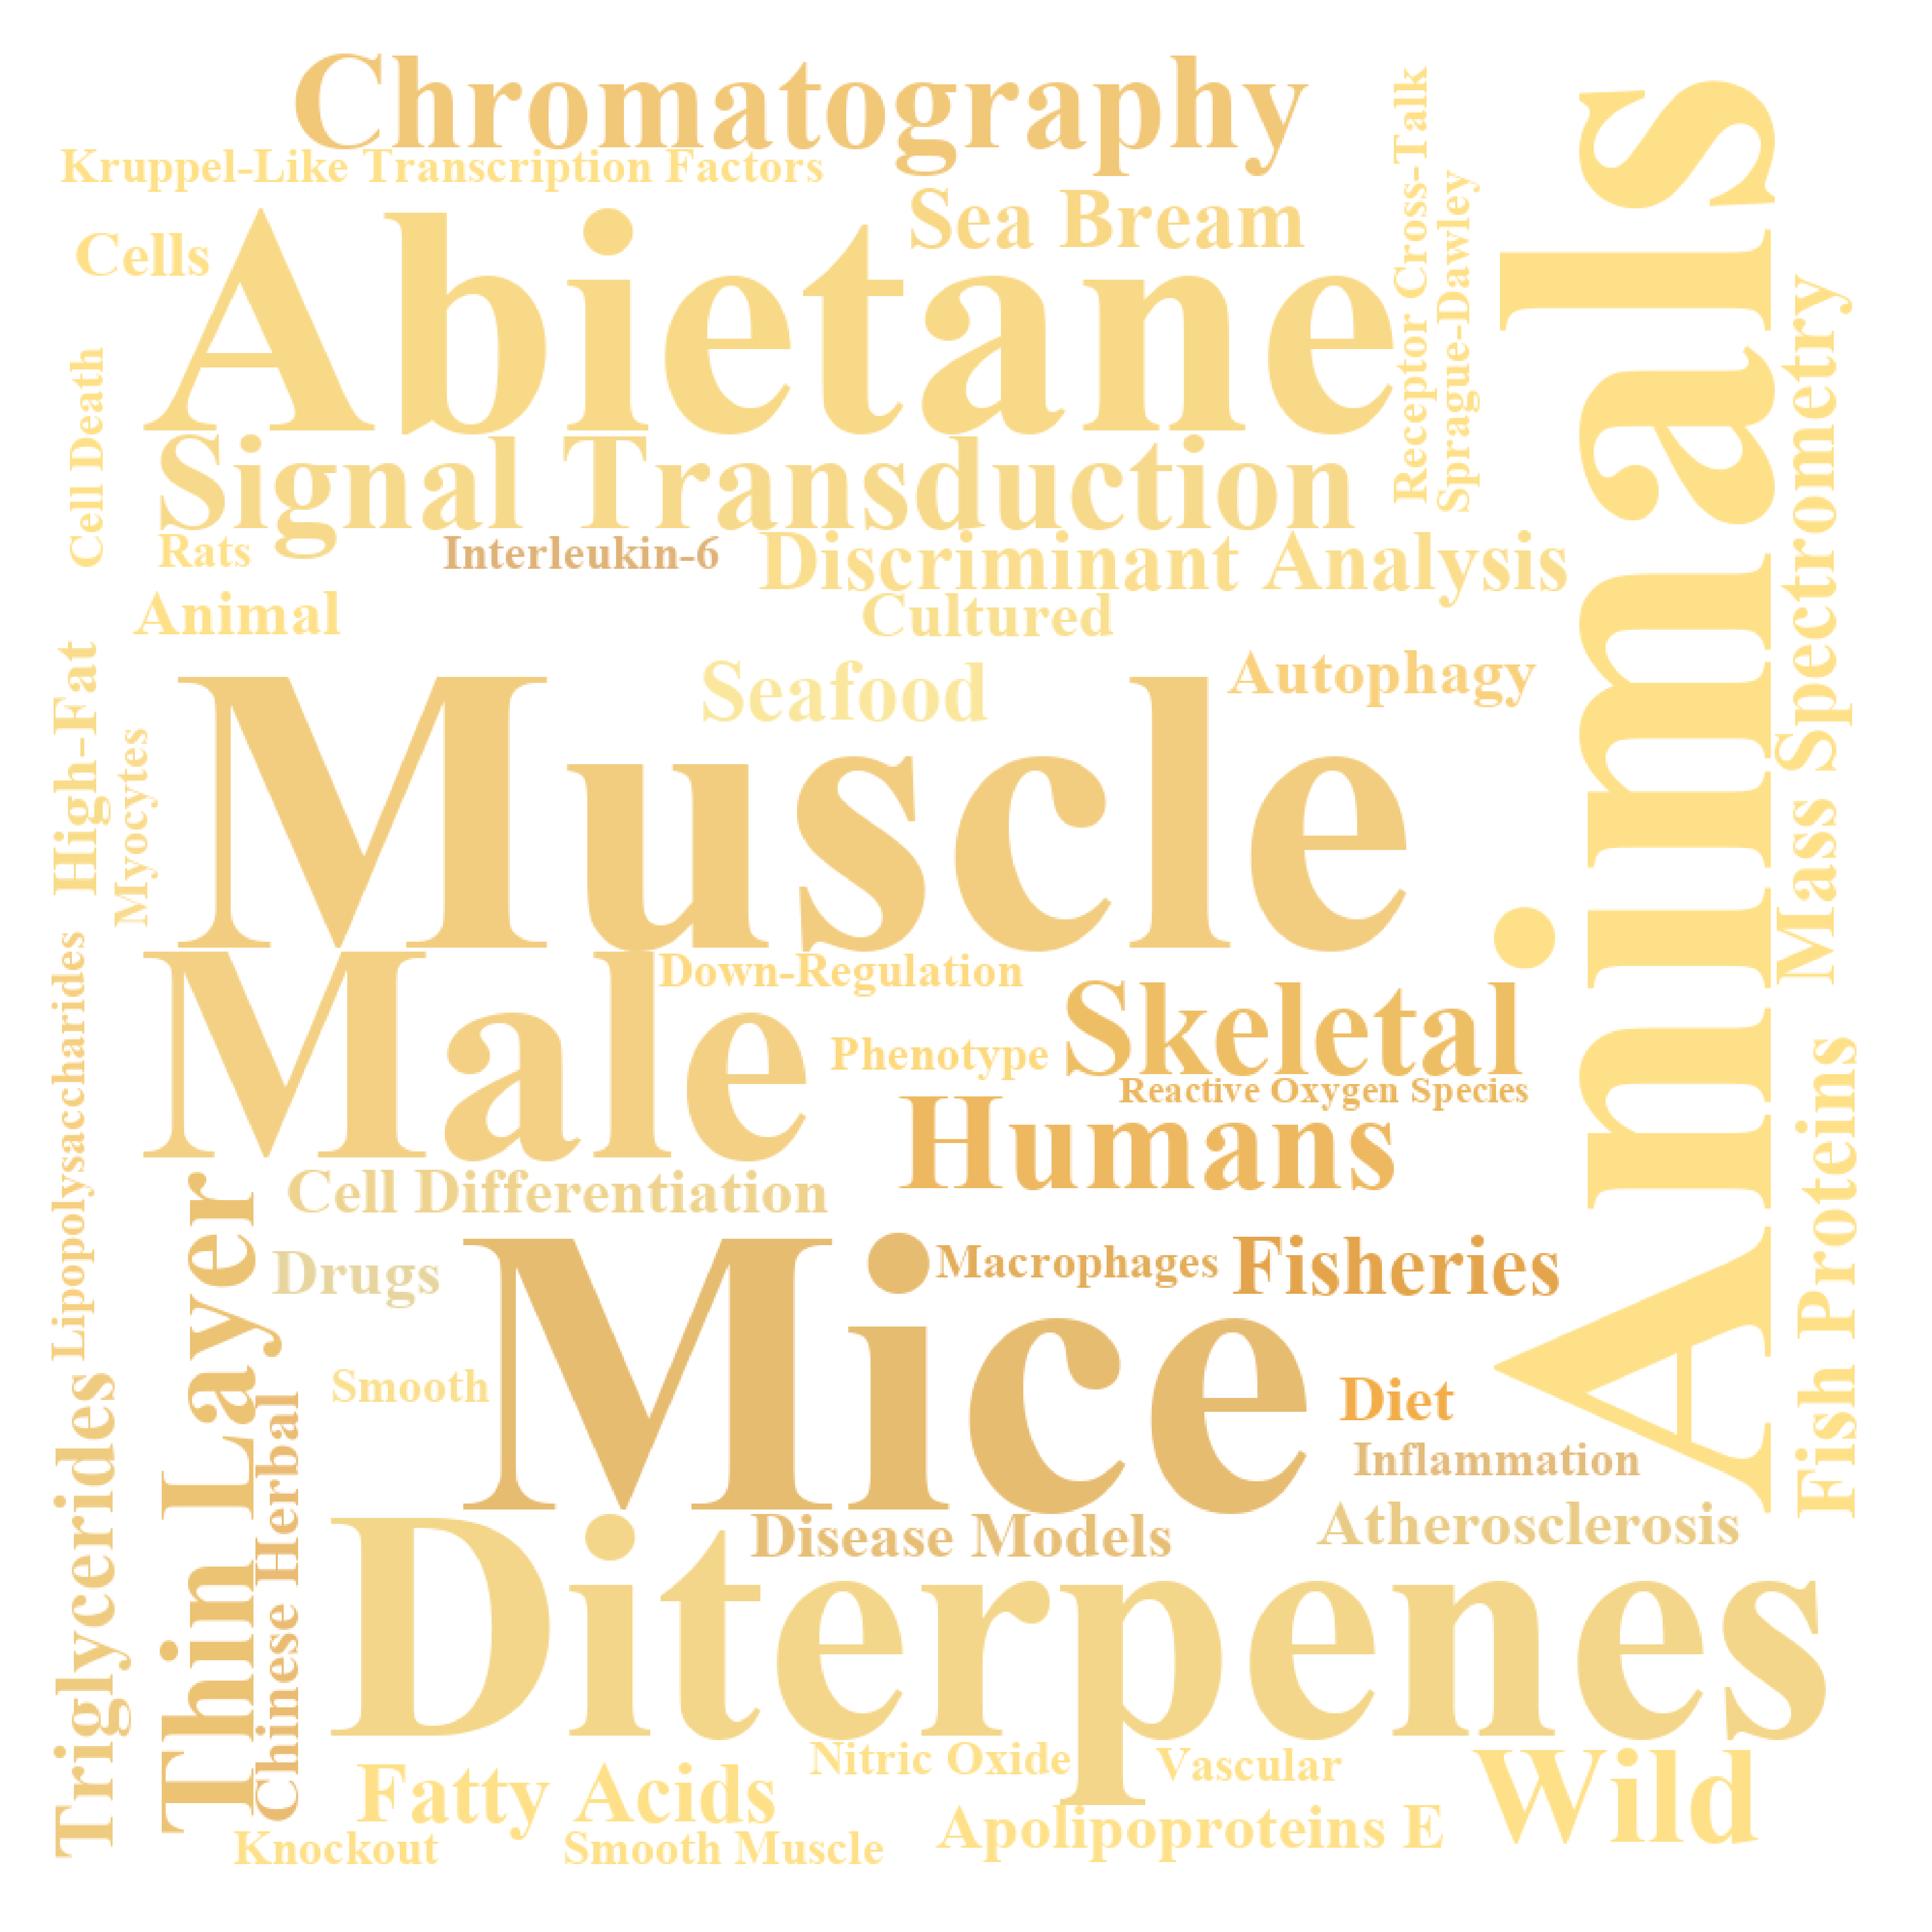 Chromatography
Kruppel-Like Transcription Factors
Sea Bream
Cells
Abietane
Receptor Cross-Talk
Sprague-Dawley
Animals
Mass Spectrometry
Cell Death
Signal Transduction
Rats
Interleukin-6
Discriminant Analysis
Animal
Cultured
High-Fat
Seafood
Autophagy
Muscle
Myocytes
Male
Down-Regulation
Skeletal
Phenotype
Reactive Oxygen Species
Humans
Lipopolysaccharides
Fish Proteins
Cell Differentiation
Thin Layer
Drugs
Mice
Macrophages
Fisheries
Smooth
Diet
Chinese Herbal
Inflammation
Triglycerides
Disease Models
Atherosclerosis
Diterpenes
Nitric Oxide
Vascular
Wild
Fatty Acids
Apolipoproteins E
Knockout
Smooth Muscle